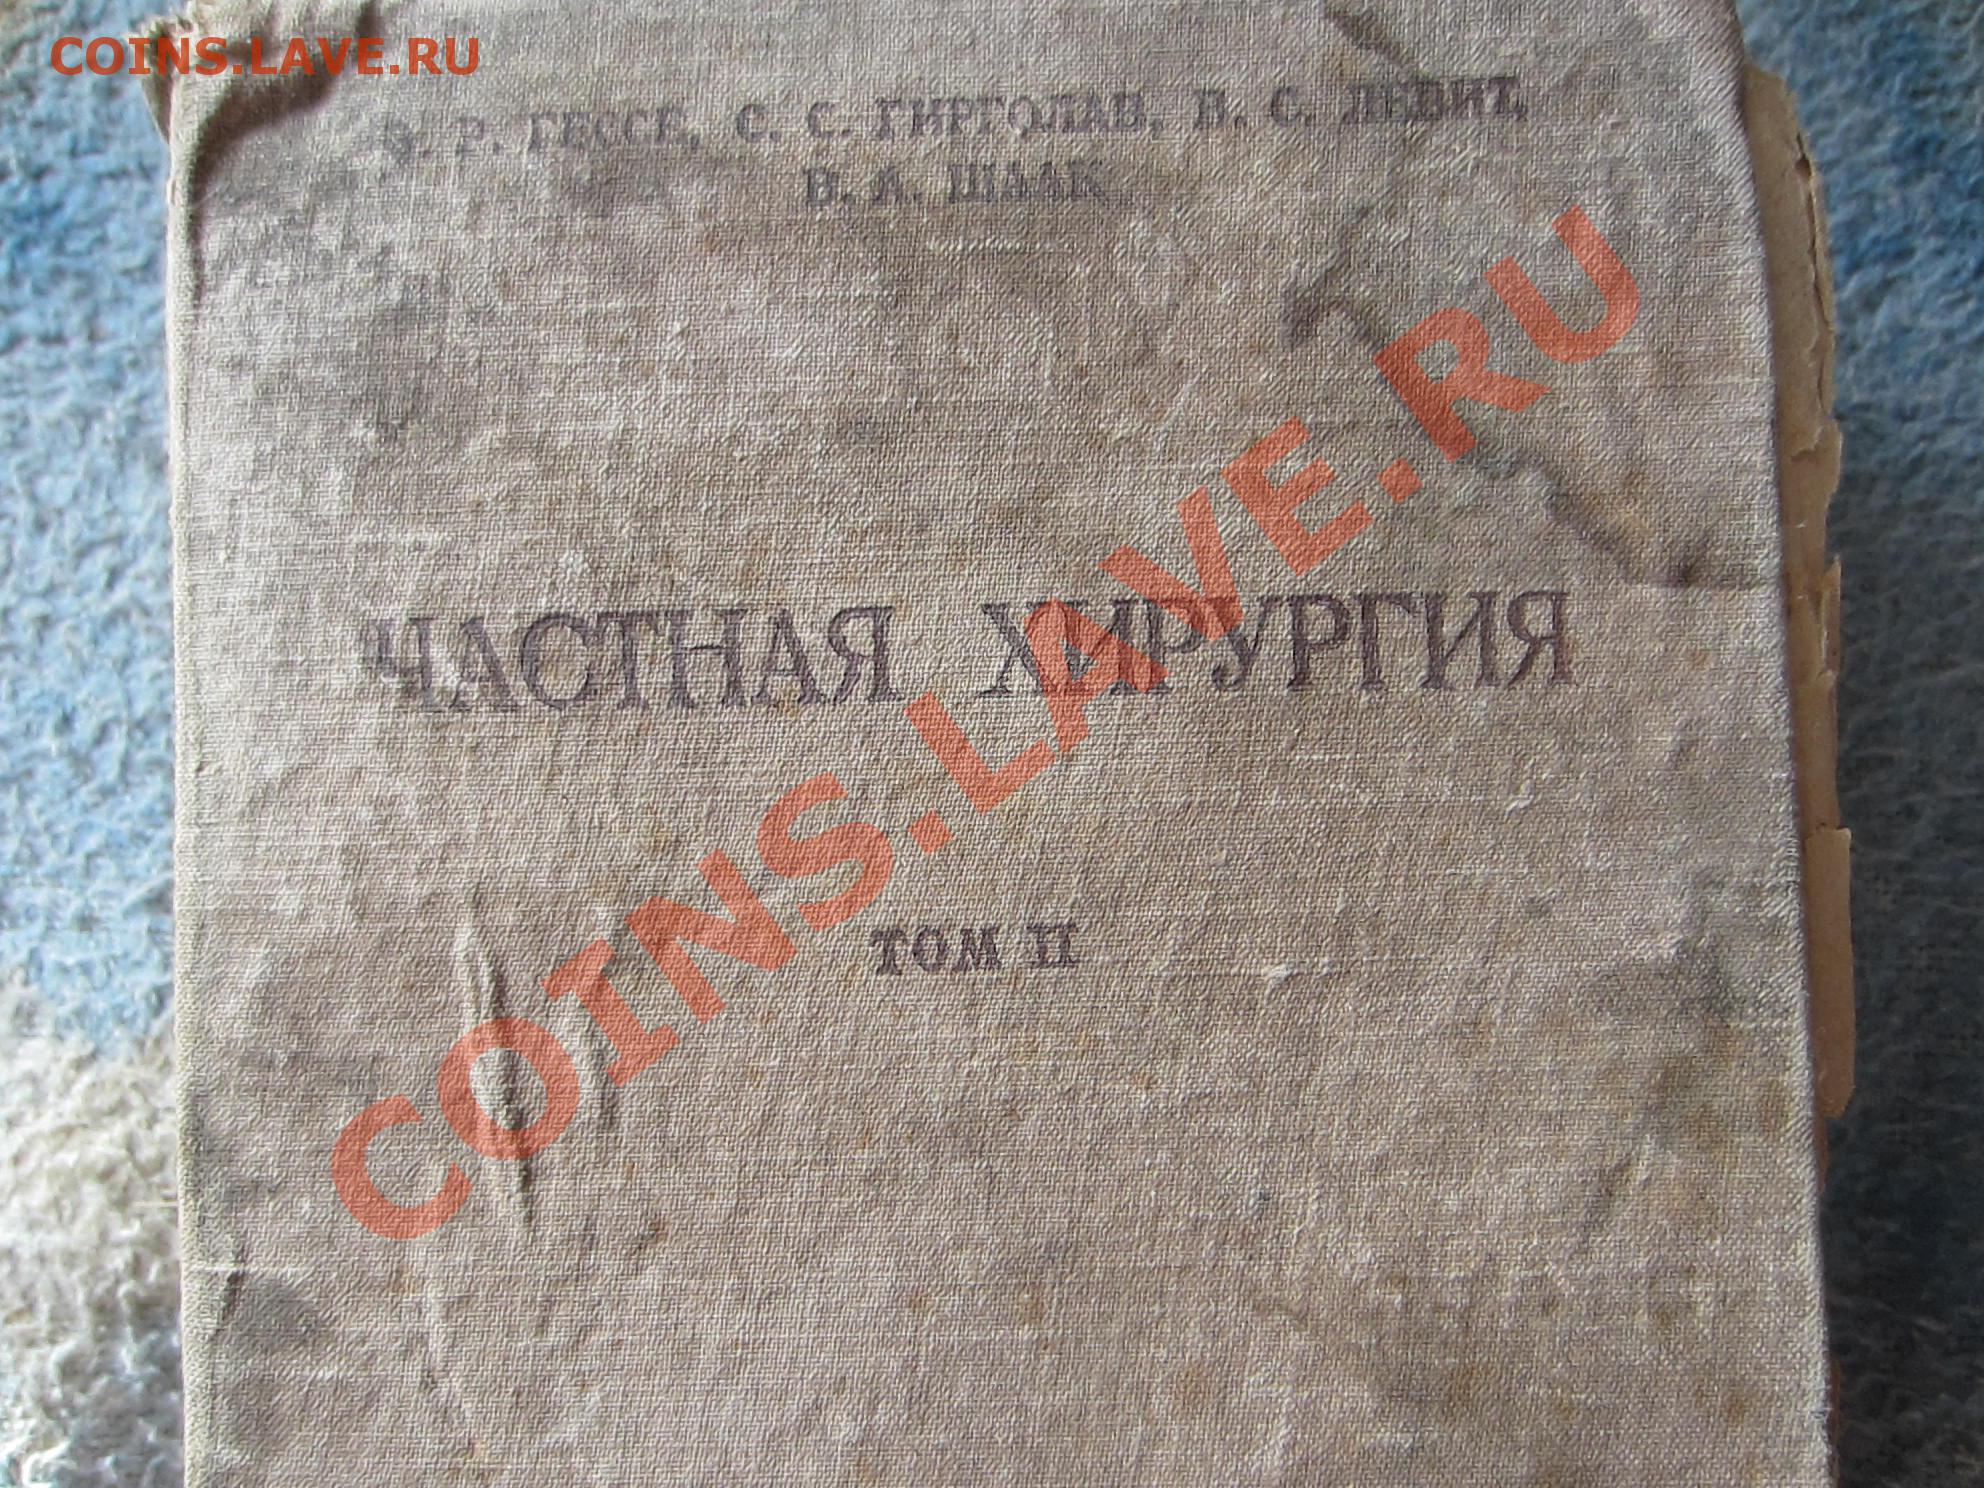 COINS.LAVE.RU
Э. Р. ГЕССЕ, С. С. ГИРГОЛАВ, В. С. ЛЕВИТ,
В. А. ШААК
ЧАСТНАЯ ХИРУРГИЯ
ТОМ II
COINS.LAVE.RU